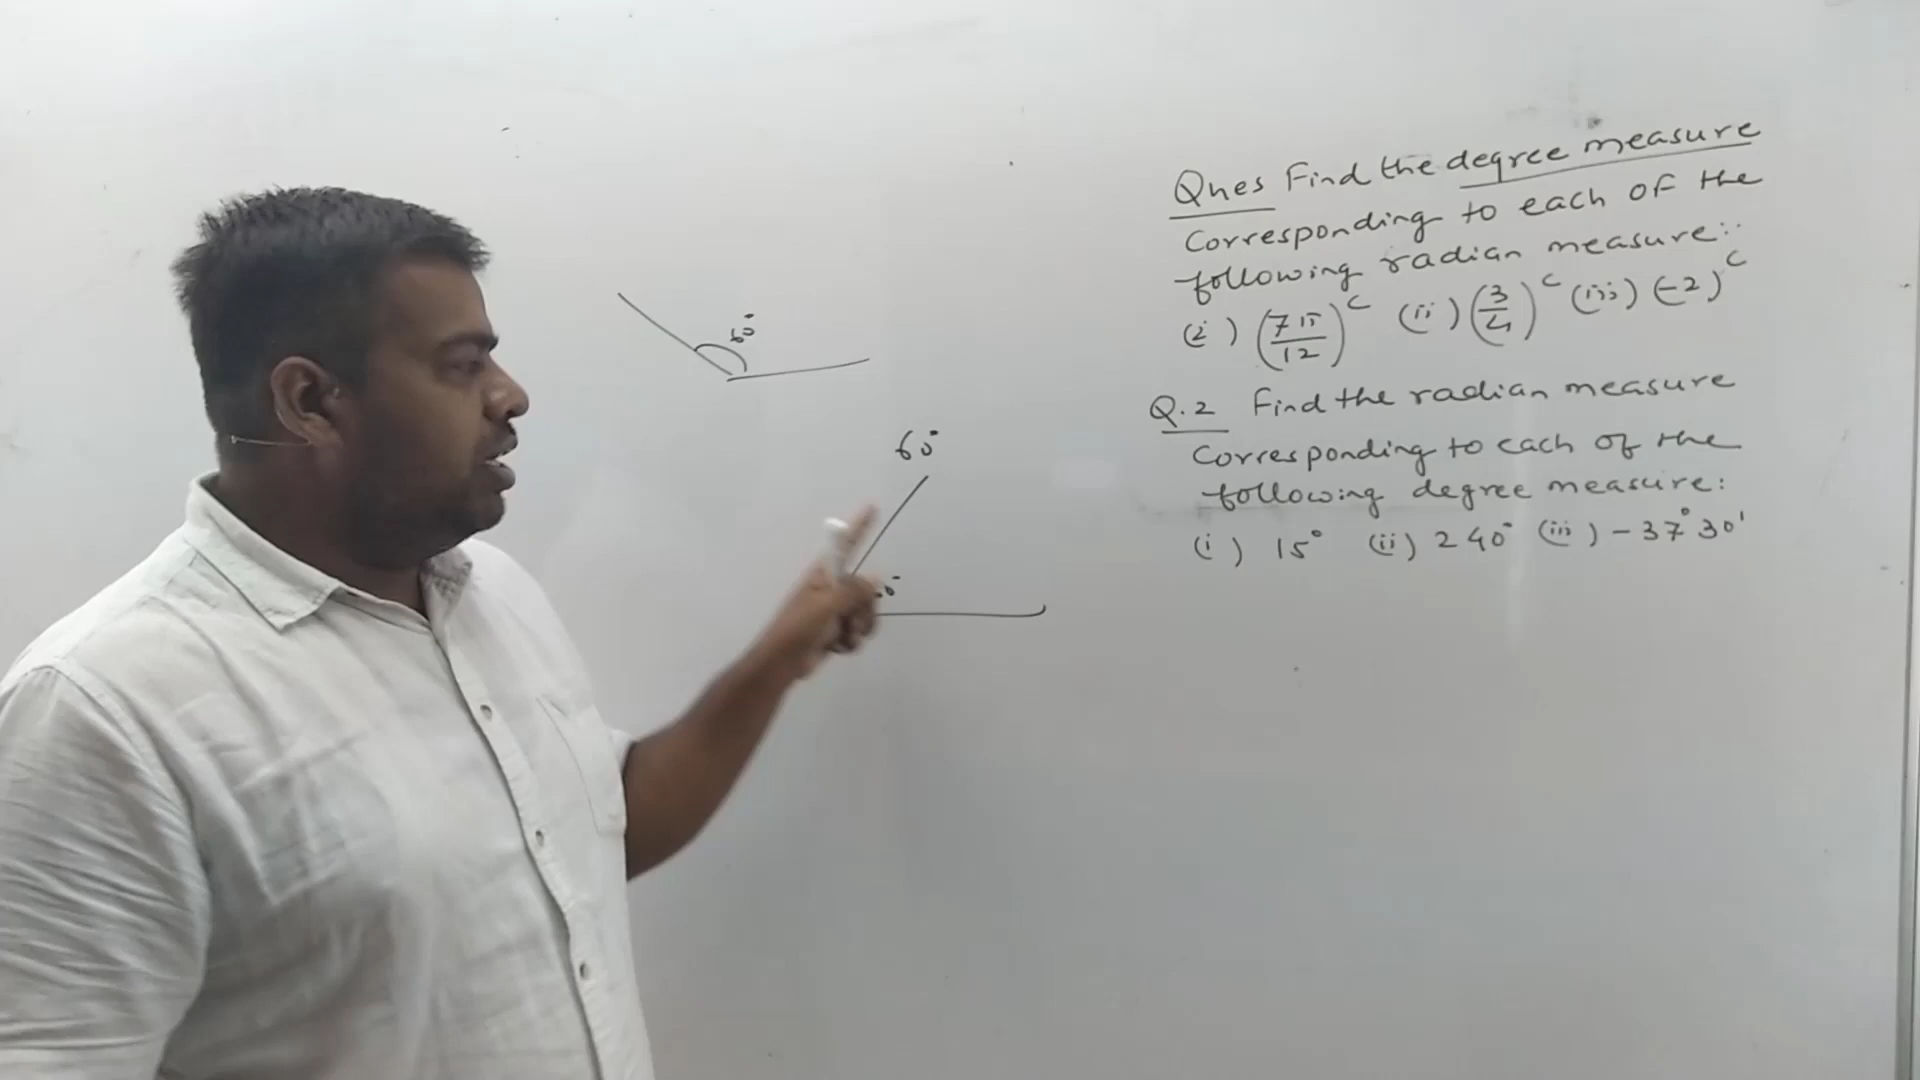 60°
60°
Ques Find the degree measure
Corresponding to each of the
following radian measure:
(i) (7π/12)ᶜ (ii) (3/4)ᶜ (iii) (-2)ᶜ
Q.2 Find the radian measure
Corresponding to each of the
following degree measure:
(i) 15° (ii) 240° (iii) -37°30'